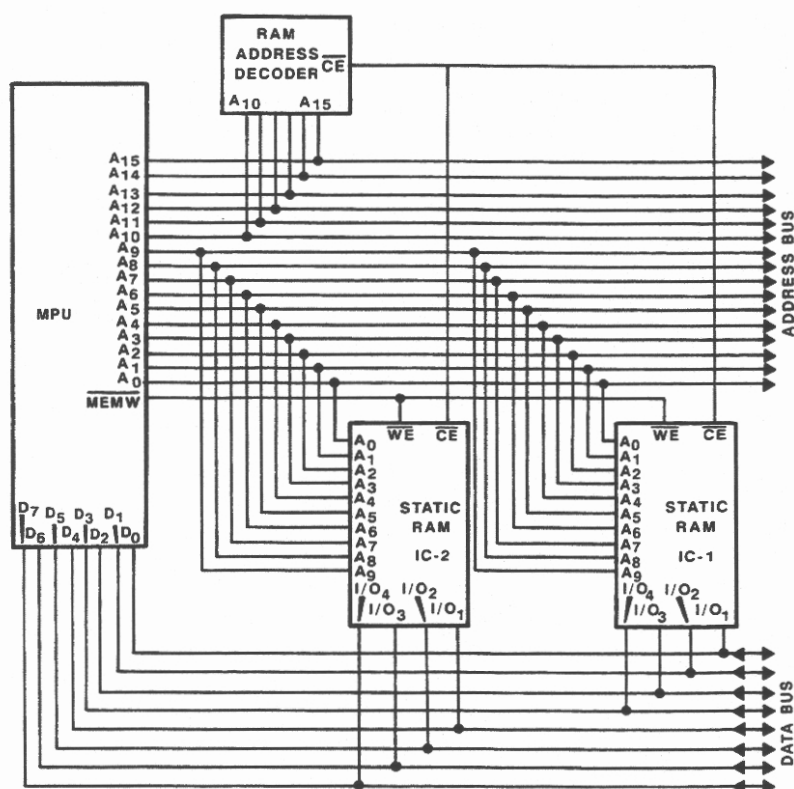 RAM
ADDRESS
DECODER
CE
A10 A15
A15
A14
A13
A12
A11
A10
A9
A8
A7
A6
A5
A4
A3
A2
A1
A0
MEMW
MPU
D7 D5 D3 D1
D6 D4 D2 D0
WE CE
A0
A1
A2
A3
A4
A5
A6
A7
A8
A9
STATIC
RAM
IC-2
I/O4 I/O2
I/O3 I/O1
WE CE
A0
A1
A2
A3
A4
A5
A6
A7
A8
A9
STATIC
RAM
IC-1
I/O4 I/O2
I/O3 I/O1
ADDRESS BUS
DATA BUS